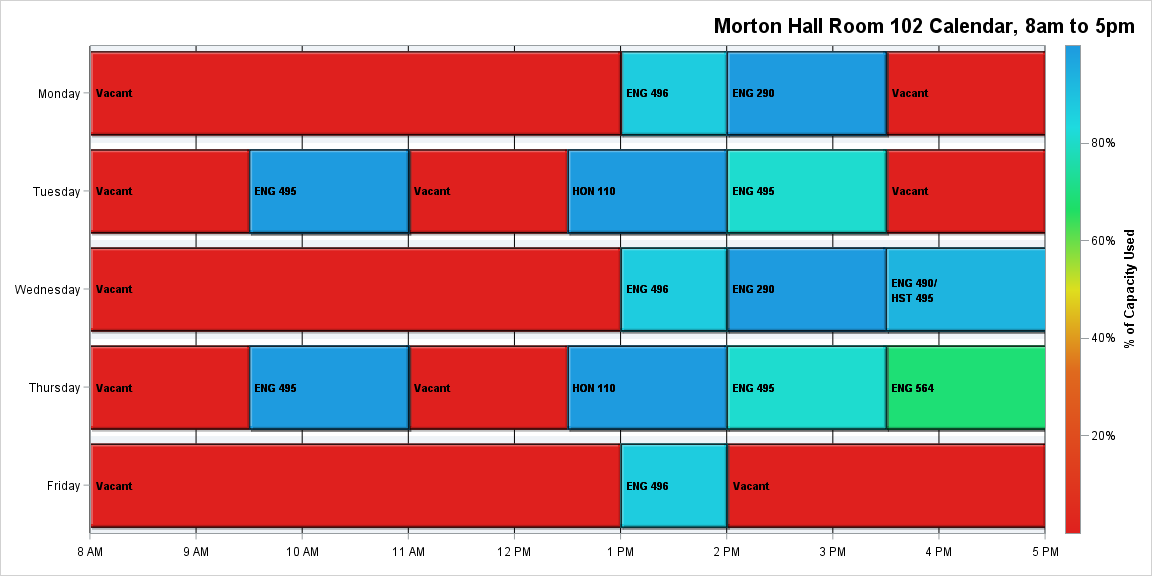 Morton Hall Room 102 Calendar, 8am to 5pm
Monday
Vacant
ENG 496
ENG 290
Vacant
Tuesday
Vacant
ENG 495
Vacant
HON 110
ENG 495
Vacant
Wednesday
Vacant
ENG 496
ENG 290
ENG 490/
HST 495
Thursday
Vacant
ENG 495
Vacant
HON 110
ENG 495
ENG 564
Friday
Vacant
ENG 496
Vacant
8 AM
9 AM
10 AM
11 AM
12 PM
1 PM
2 PM
3 PM
4 PM
5 PM
80%
60%
40%
20%
% of Capacity Used